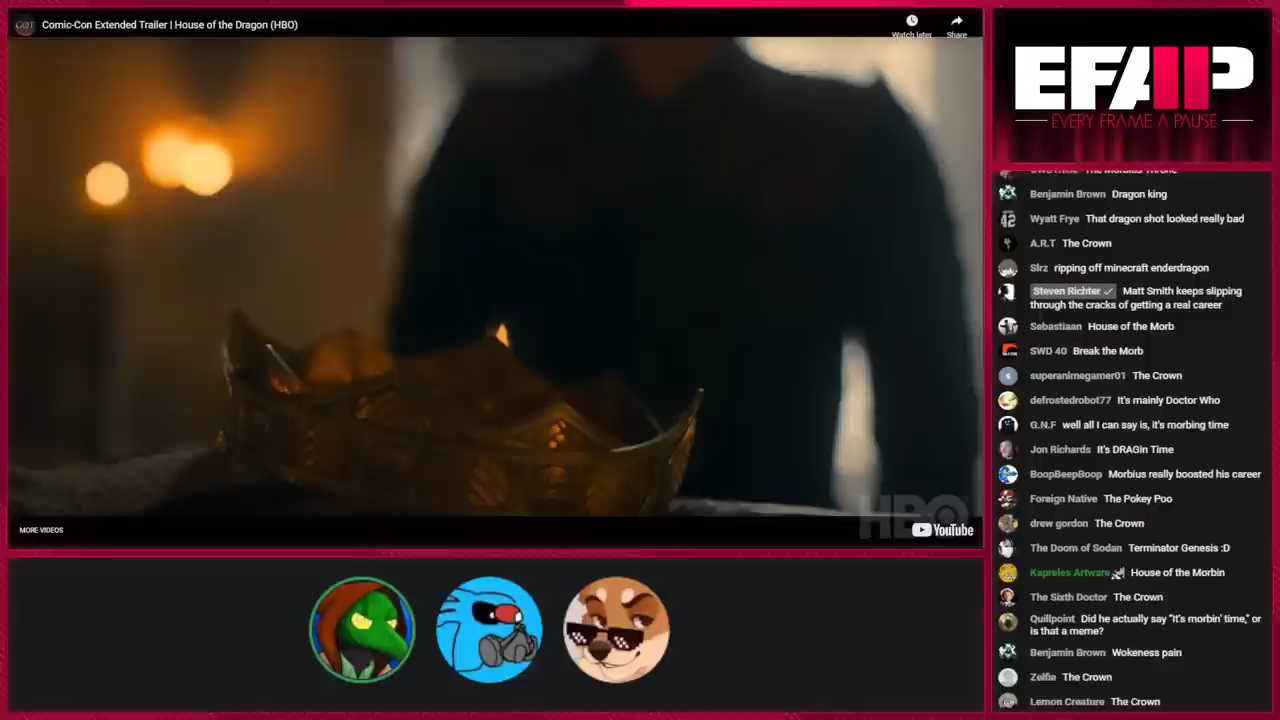 Comic-Con Extended Trailer | House of the Dragon (HBO)
Watch later
Share
HBO
MORE VIDEOS
YouTube
EFAP
EVERY FRAME A PAUSE
The Morbius Throne
Benjamin Brown Dragon king
42
Wyatt Frye That dragon shot looked really bad
A.R.T The Crown
Slrz ripping off minecraft enderdragon
Steven Richter Matt Smith keeps slipping
through the cracks of getting a real career
Sebastiaan House of the Morb
SWD 40 Break the Morb
superanimegamer01 The Crown
defrostedrobot77 It's mainly Doctor Who
G.N.F well all I can say is, it's morbing time
Jon Richards It's DRAGin Time
BoopBeepBoop Morbius really boosted his career
Foreign Native The Pokey Poo
drew gordon The Crown
The Doom of Sodan Terminator Genesis :D
Kapreles Artware House of the Morbin
The Sixth Doctor The Crown
Quillpoint Did he actually say "it's morbin' time," or
is that a meme?
Benjamin Brown Wokeness pain
Zelfie The Crown
Lemon Creature The Crown